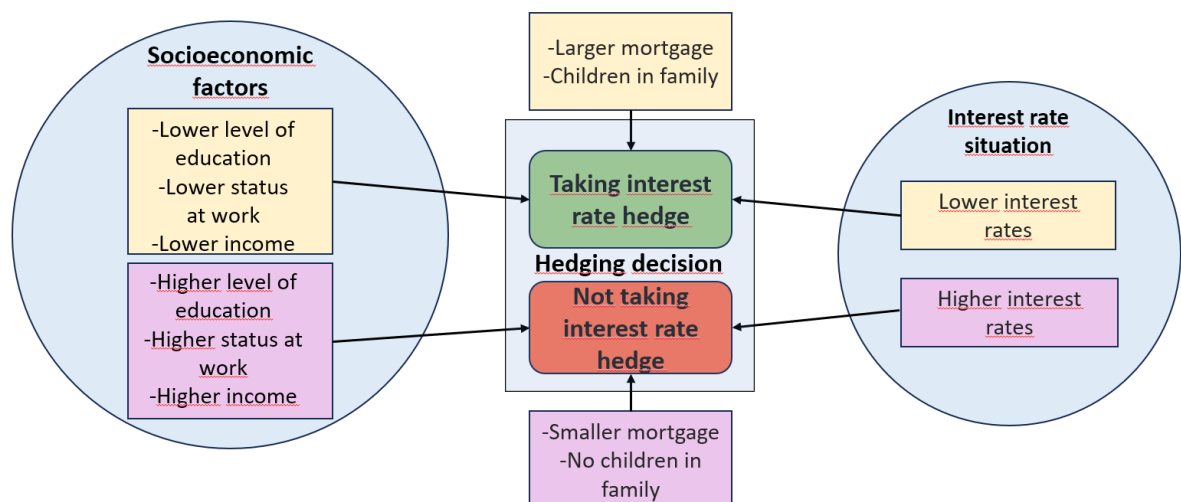 Socioeconomic
factors
-Lower level of
education
-Lower status
at work
-Lower income
-Higher level of
education
-Higher status at
work
-Higher income
-Larger mortgage
-Children in family
Taking interest
rate hedge
Hedging decision
Not taking
interest rate
hedge
-Smaller mortgage
-No children in
family
Interest rate
situation
Lower interest
rates
Higher interest
rates